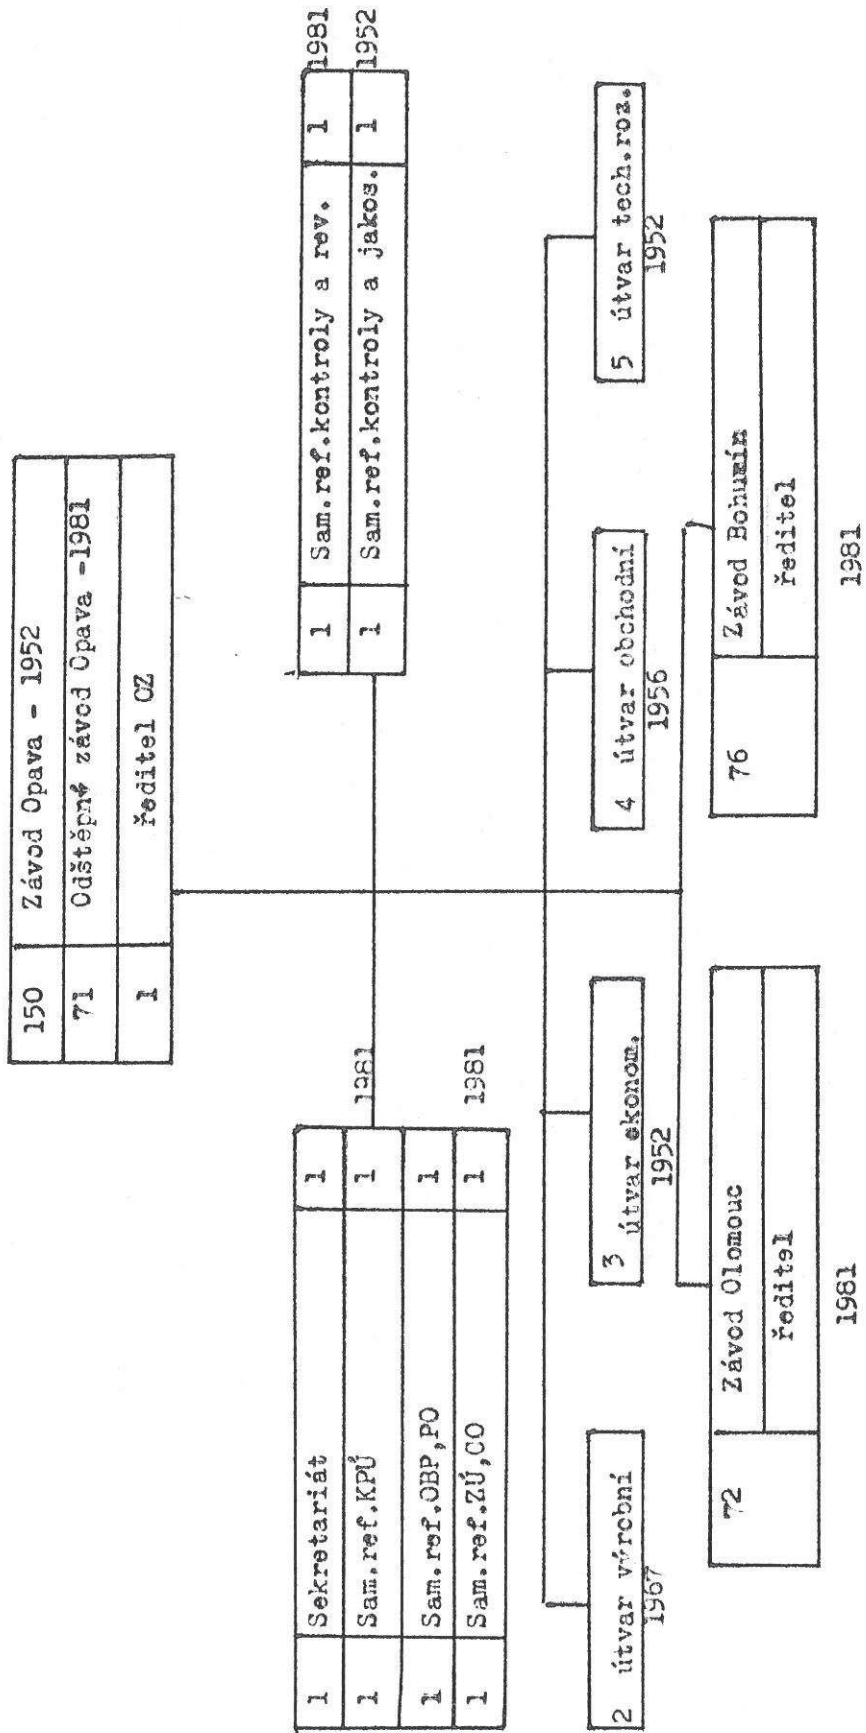 150 Závod Opava - 1952
71 Odštěpný závod Opava -1981
1 ředitel OZ
1 Sekretariát 1
1 Sam.ref.KPÚ 1 1981
1 Sam.ref.OBP,PO 1
1 Sam.ref.ZÚ,CO 1 1981
1 Sam.ref.kontroly a rev. 1 1981
1 Sam.ref.kontroly a jakos. 1 1952
2 útvar výrobní
1967
3 útvar ekonom.
1952
4 útvar obchodní
1956
5 útvar tech.roz.
1952
72 Závod Olomouc
ředitel
1981
76 Závod Bohumín
ředitel
1981